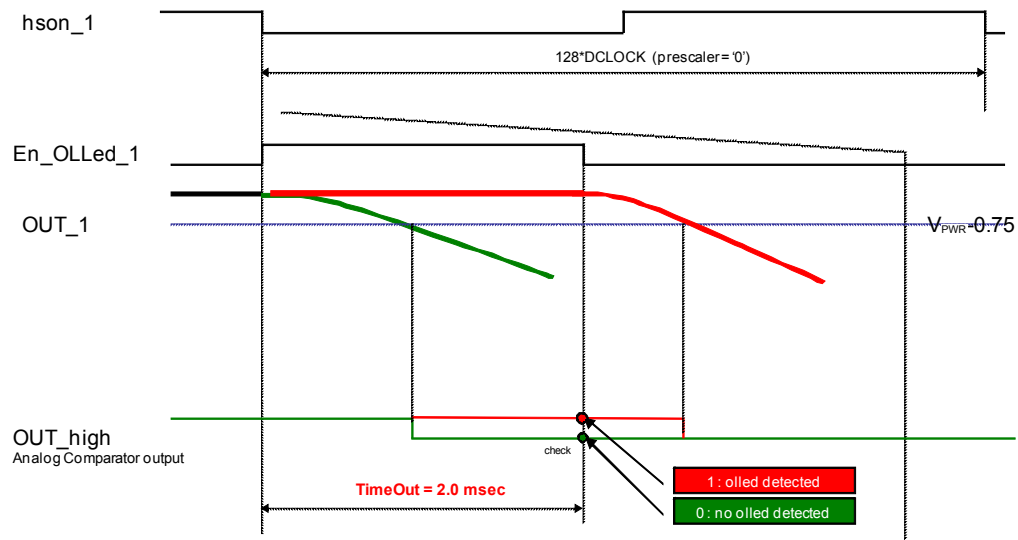 hson_1
128*DCLOCK (prescaler= '0')
En_OLLed_1
OUT_1
VPWR-0.75
OUT_high
Analog Comparator output
check
1 : olled detected
TimeOut = 2.0 msec
0 : no olled detected